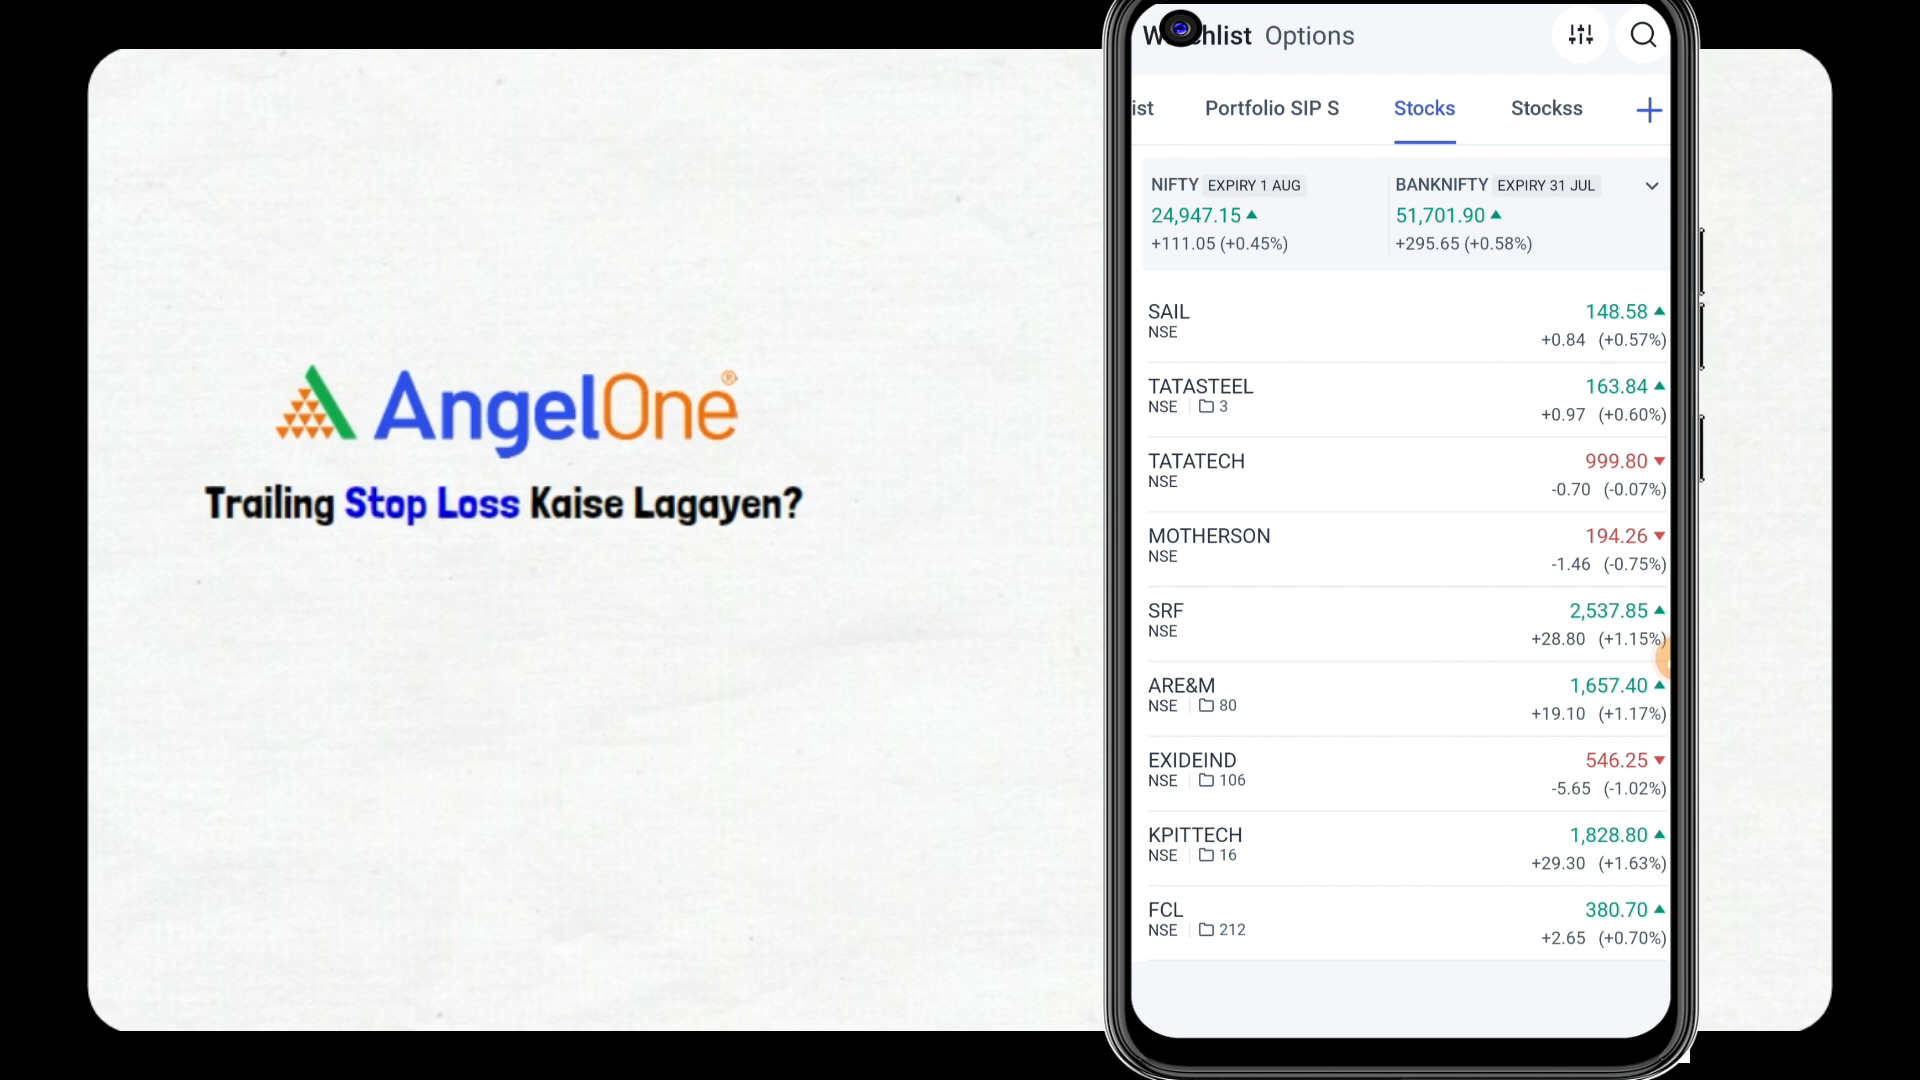 AngelOne®
Trailing Stop Loss Kaise Lagayen?
Options
ist Portfolio SIP S Stocks Stockss
NIFTY EXPIRY 1 AUG
24,947.15
+111.05 (+0.45%)
BANKNIFTY EXPIRY 31 JUL
51,701.90
+295.65 (+0.58%)
SAIL 148.58
NSE +0.84 (+0.57%)
TATASTEEL 163.84
NSE 3 +0.97 (+0.60%)
TATATECH 999.80
NSE -0.70 (-0.07%)
MOTHERSON 194.26
NSE -1.46 (-0.75%)
SRF 2,537.85
NSE +28.80 (+1.15%)
ARE&M 1,657.40
NSE 80 +19.10 (+1.17%)
EXIDEIND 546.25
NSE 106 -5.65 (-1.02%)
KPITTECH 1,828.80
NSE 16 +29.30 (+1.63%)
FCL 380.70
NSE 212 +2.65 (+0.70%)